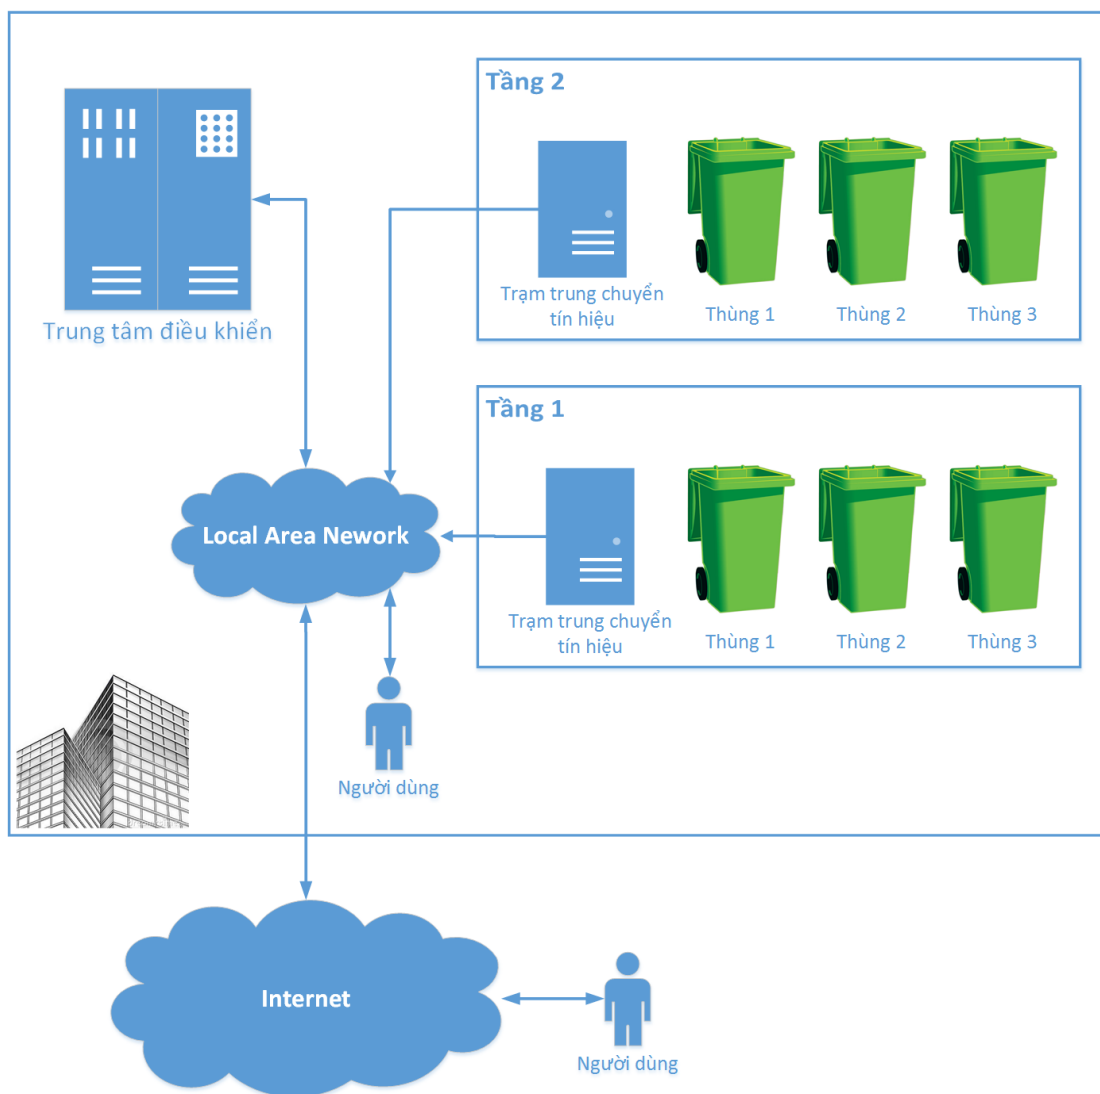 Tầng 2
Trạm trung chuyển
tín hiệu
Thùng 1
Thùng 2
Thùng 3
Trung tâm điều khiển
Tầng 1
Trạm trung chuyển
tín hiệu
Thùng 1
Thùng 2
Thùng 3
Local Area Nework
Người dùng
Internet
Người dùng